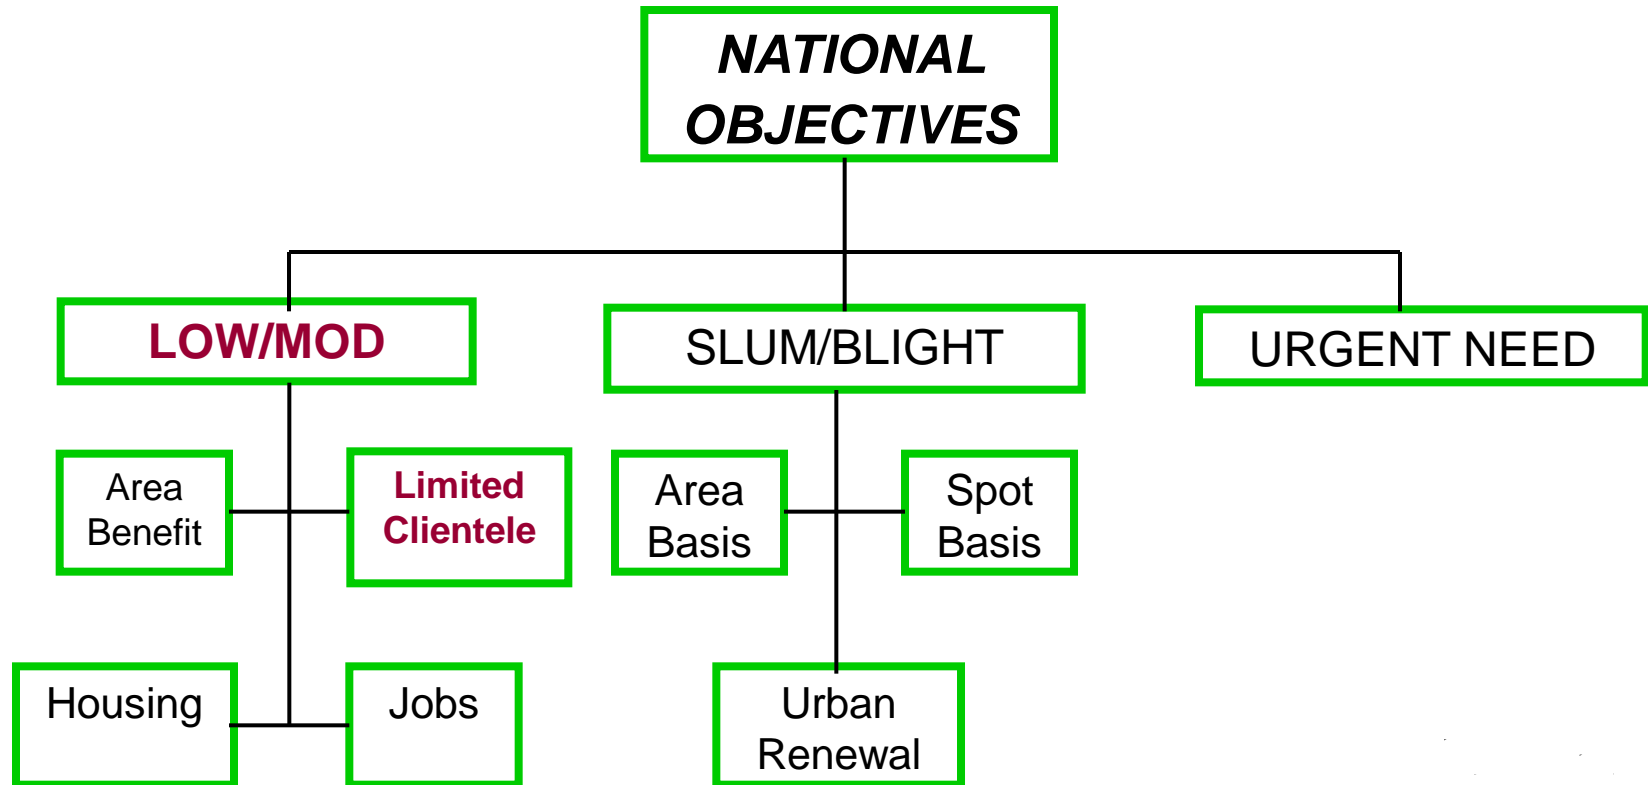 NATIONAL
OBJECTIVES
LOW/MOD
SLUM/BLIGHT
URGENT NEED
Area
Benefit
Limited
Clientele
Area
Basis
Spot
Basis
Housing
Jobs
Urban
Renewal